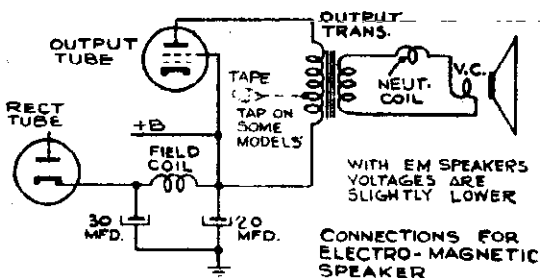 OUTPUT
TRANS.
OUTPUT
TUBE
TAPE
TAP ON
SOME
MODELS
NEUT.
COIL
V.C.
RECT
TUBE
+B
FIELD
COIL
30
MFD.
20
MFD.
WITH EM SPEAKERS
VOLTAGES ARE
SLIGHTLY LOWER
CONNECTIONS FOR
ELECTRO-MAGNETIC
SPEAKER